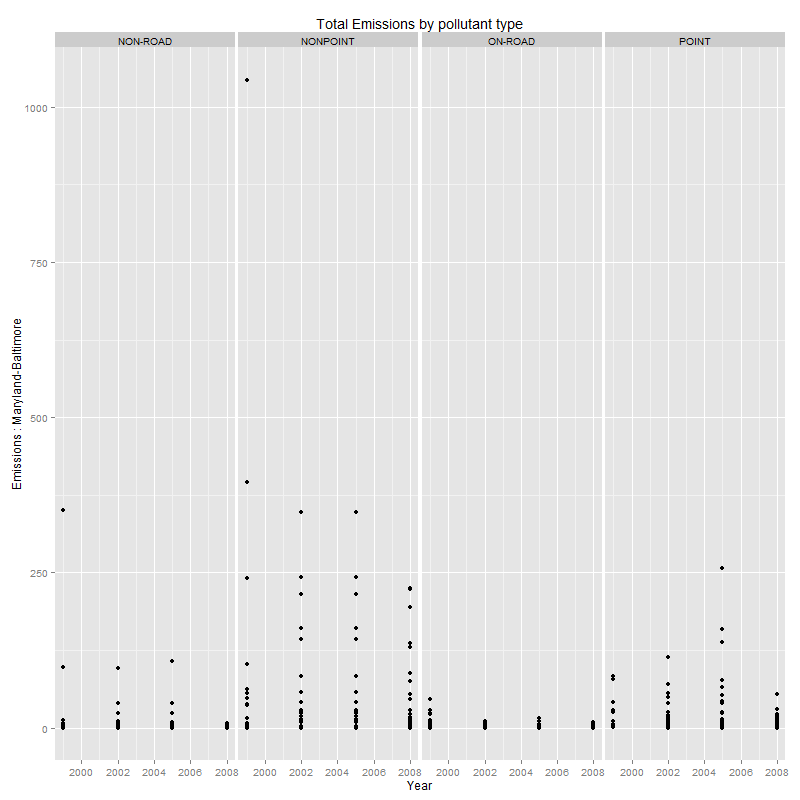 Total Emissions by pollutant type
NON-ROAD NONPOINT ON-ROAD POINT
1000
750
500
250
0
Emissions : Maryland-Baltimore
2000 2002 2004 2006 2008 2000 2002 2004 2006 2008 2000 2002 2004 2006 2008 2000 2002 2004 2006 2008
Year